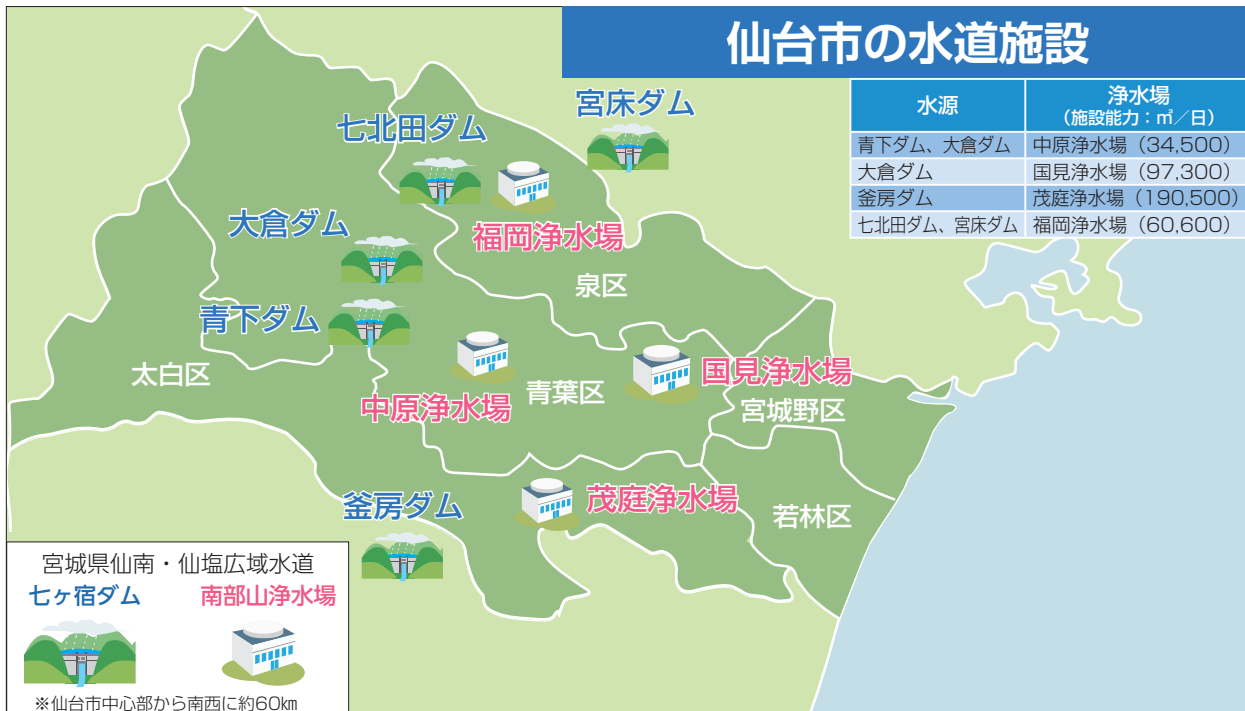 仙台市の水道施設
水源 浄水場
(施設能力:㎥/日)
青下ダム、大倉ダム 中原浄水場(34,500)
大倉ダム 国見浄水場(97,300)
釜房ダム 茂庭浄水場(190,500)
七北田ダム、宮床ダム 福岡浄水場(60,600)
宮床ダム
七北田ダム
大倉ダム
福岡浄水場
泉区
青下ダム
太白区
国見浄水場
青葉区
中原浄水場
宮城野区
釜房ダム
茂庭浄水場
若林区
宮城県仙南・仙塩広域水道
七ヶ宿ダム 南部山浄水場
※仙台市中心部から南西に約60㎞